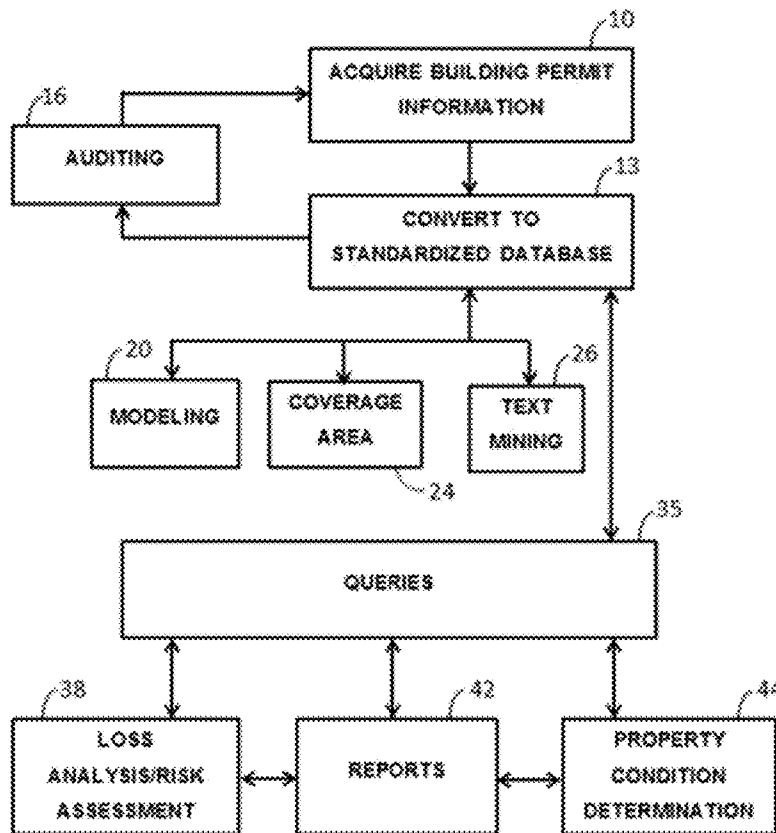 10
ACQUIRE BUILDING PERMIT
INFORMATION
16
AUDITING
13
CONVERT TO
STANDARDIZED DATABASE
20
MODELING
COVERAGE
AREA
24
26
TEXT
MINING
35
QUERIES
38
LOSS
ANALYSIS/RISK
ASSESSMENT
42
REPORTS
44
PROPERTY
CONDITION
DETERMINATION